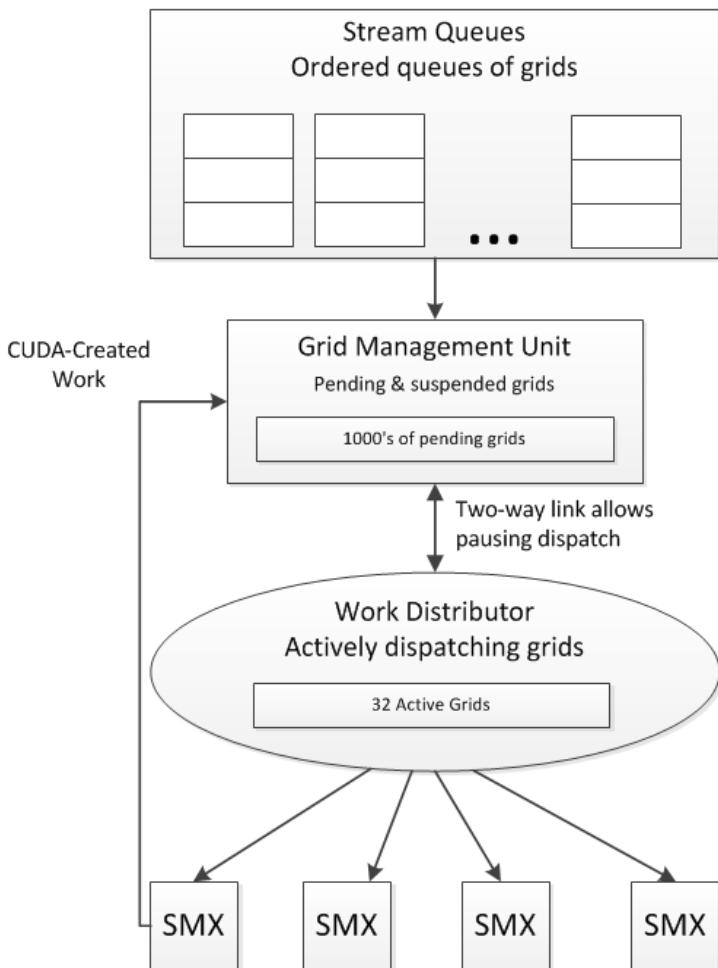 Stream Queues
Ordered queues of grids
...
CUDA-Created
Work
Grid Management Unit
Pending & suspended grids
1000's of pending grids
Two-way link allows
pausing dispatch
Work Distributor
Actively dispatching grids
32 Active Grids
SMX
SMX
SMX
SMX